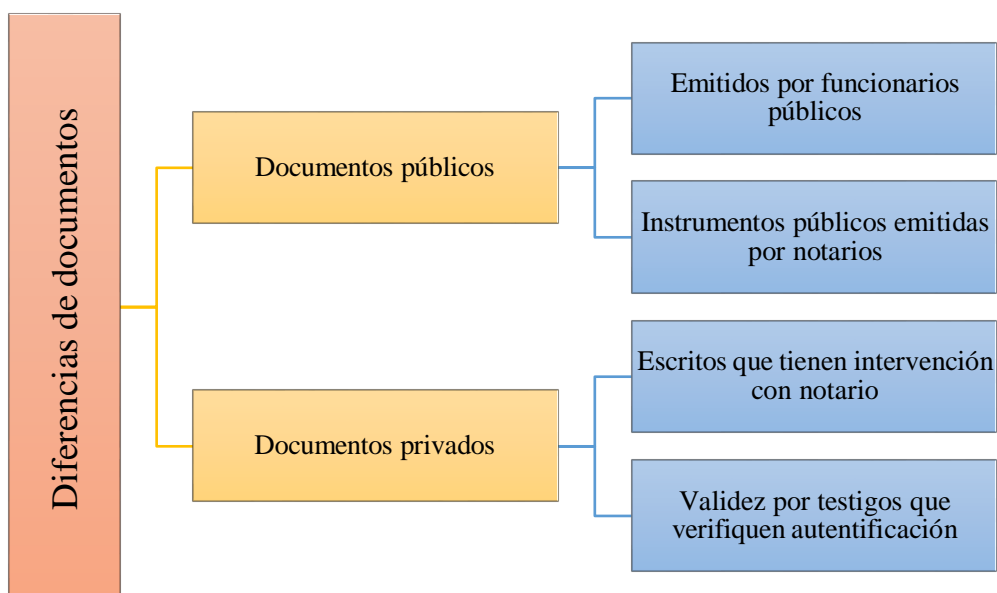 Diferencias de documentos
Documentos públicos
Emitidos por funcionarios
públicos
Instrumentos públicos emitidas
por notarios
Documentos privados
Escritos que tienen intervención
con notario
Validez por testigos que
verifiquen autentificación